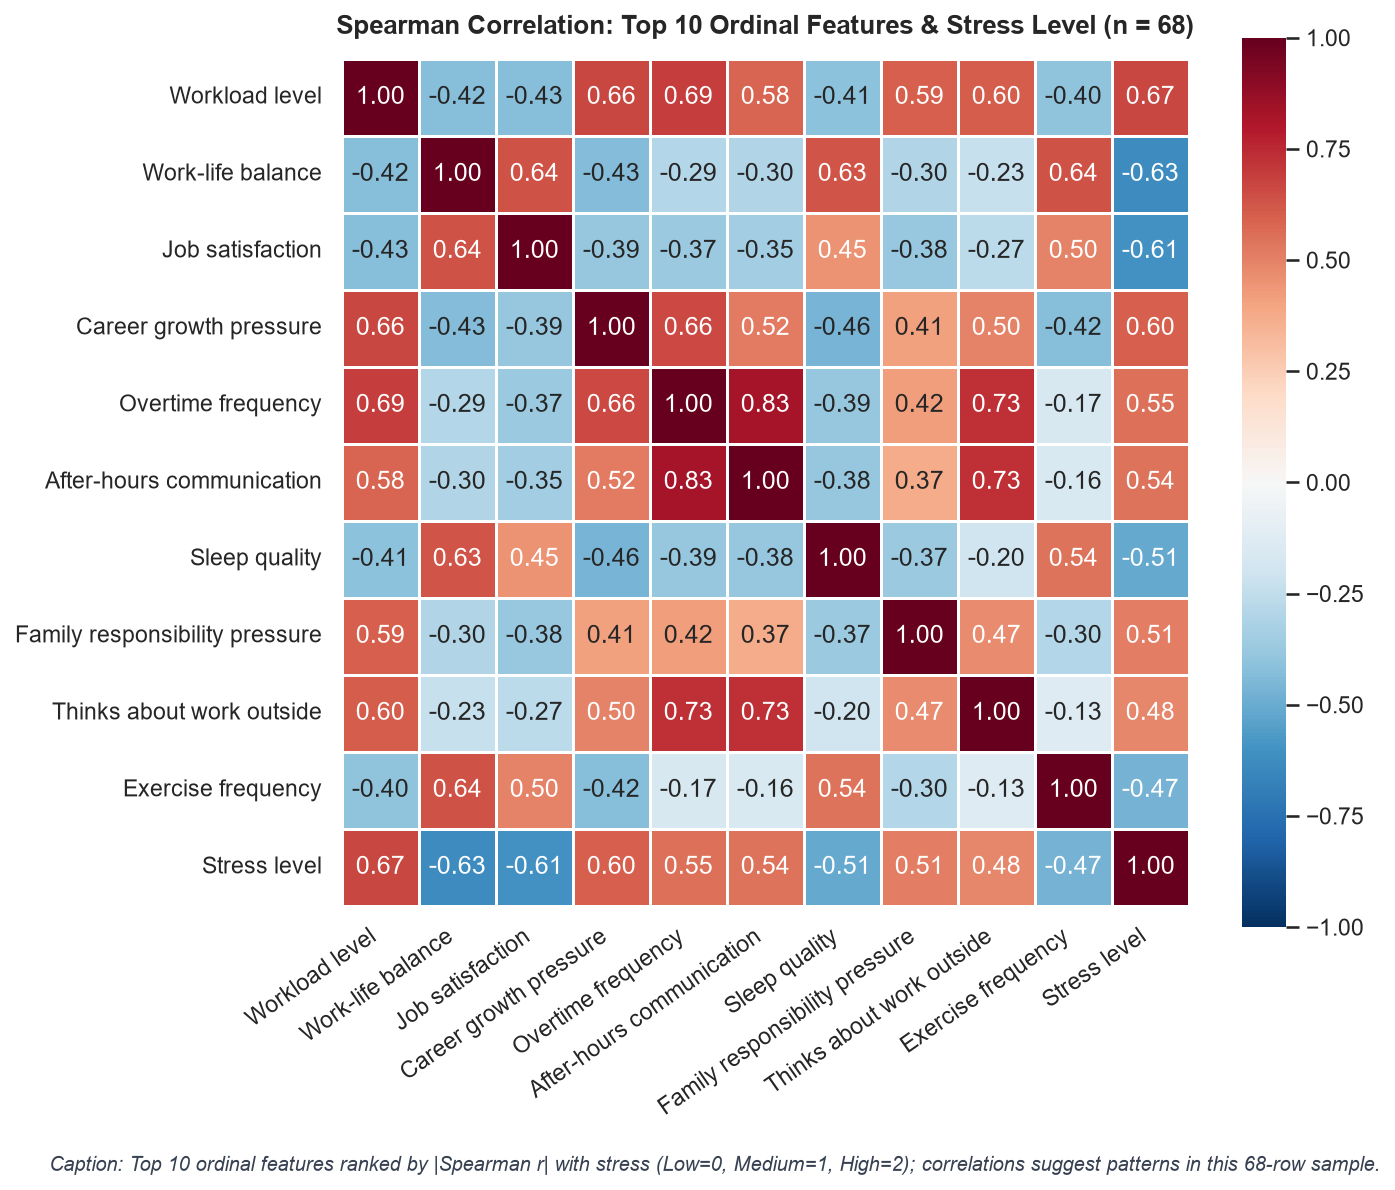 Spearman Correlation: Top 10 Ordinal Features & Stress Level (n = 68)
Workload level 1.00 -0.42 -0.43 0.66 0.69 0.58 -0.41 0.59 0.60 -0.40 0.67
Work-life balance -0.42 1.00 0.64 -0.43 -0.29 -0.30 0.63 -0.30 -0.23 0.64 -0.63
Job satisfaction -0.43 0.64 1.00 -0.39 -0.37 -0.35 0.45 -0.38 -0.27 0.50 -0.61
Career growth pressure 0.66 -0.43 -0.39 1.00 0.66 0.52 -0.46 0.41 0.50 -0.42 0.60
Overtime frequency 0.69 -0.29 -0.37 0.66 1.00 0.83 -0.39 0.42 0.73 -0.17 0.55
After-hours communication 0.58 -0.30 -0.35 0.52 0.83 1.00 -0.38 0.37 0.73 -0.16 0.54
Sleep quality -0.41 0.63 0.45 -0.46 -0.39 -0.38 1.00 -0.37 -0.20 0.54 -0.51
Family responsibility pressure 0.59 -0.30 -0.38 0.41 0.42 0.37 -0.37 1.00 0.47 -0.30 0.51
Thinks about work outside 0.60 -0.23 -0.27 0.50 0.73 0.73 -0.20 0.47 1.00 -0.13 0.48
Exercise frequency -0.40 0.64 0.50 -0.42 -0.17 -0.16 0.54 -0.30 -0.13 1.00 -0.47
Stress level 0.67 -0.63 -0.61 0.60 0.55 0.54 -0.51 0.51 0.48 -0.47 1.00
Workload level
Work-life balance
Job satisfaction
Career growth pressure
Overtime frequency
After-hours communication
Sleep quality
Family responsibility pressure
Thinks about work outside
Exercise frequency
Stress level
1.00
0.75
0.50
0.25
0.00
−0.25
−0.50
−0.75
−1.00
Caption: Top 10 ordinal features ranked by |Spearman r| with stress (Low=0, Medium=1, High=2); correlations suggest patterns in this 68-row sample.